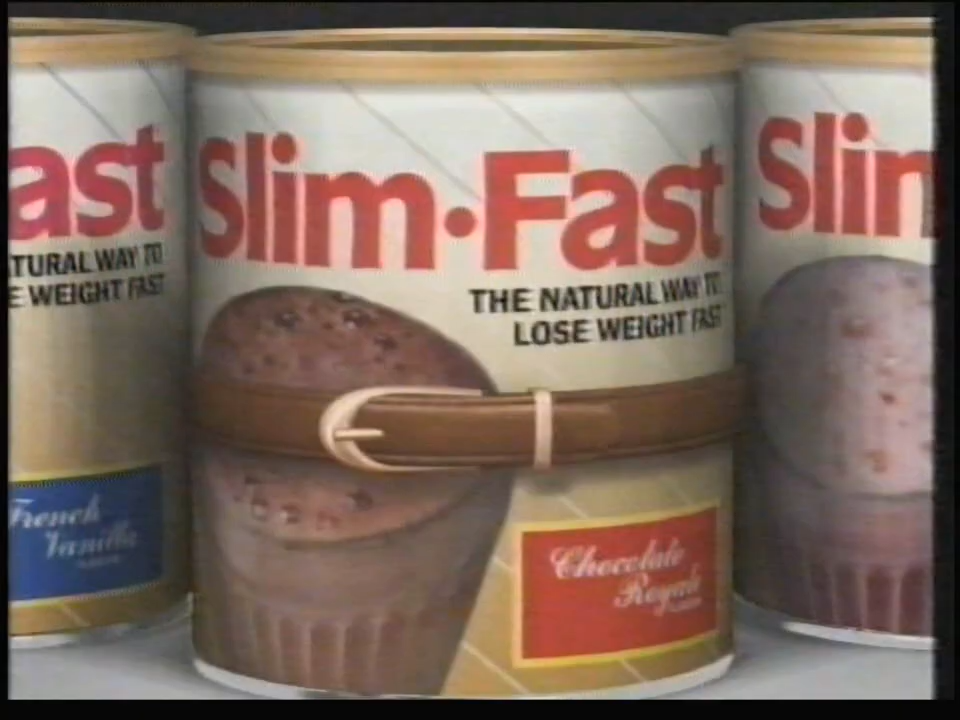 ast
TURAL WAY TO
E WEIGHT FAST
French
Vanilla
Slim·Fast
THE NATURAL WAY TO
LOSE WEIGHT FAST
Chocolate
Royale
Slim